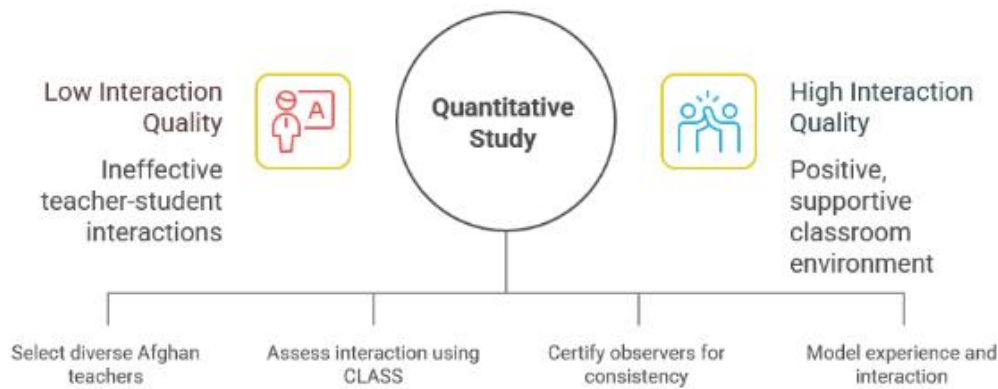 Low Interaction
Quality
Ineffective
teacher-student
interactions
A
Quantitative
Study
High Interaction
Quality
Positive,
supportive
classroom
environment
Select diverse Afghan
teachers
Assess interaction using
CLASS
Certify observers for
consistency
Model experience and
interaction